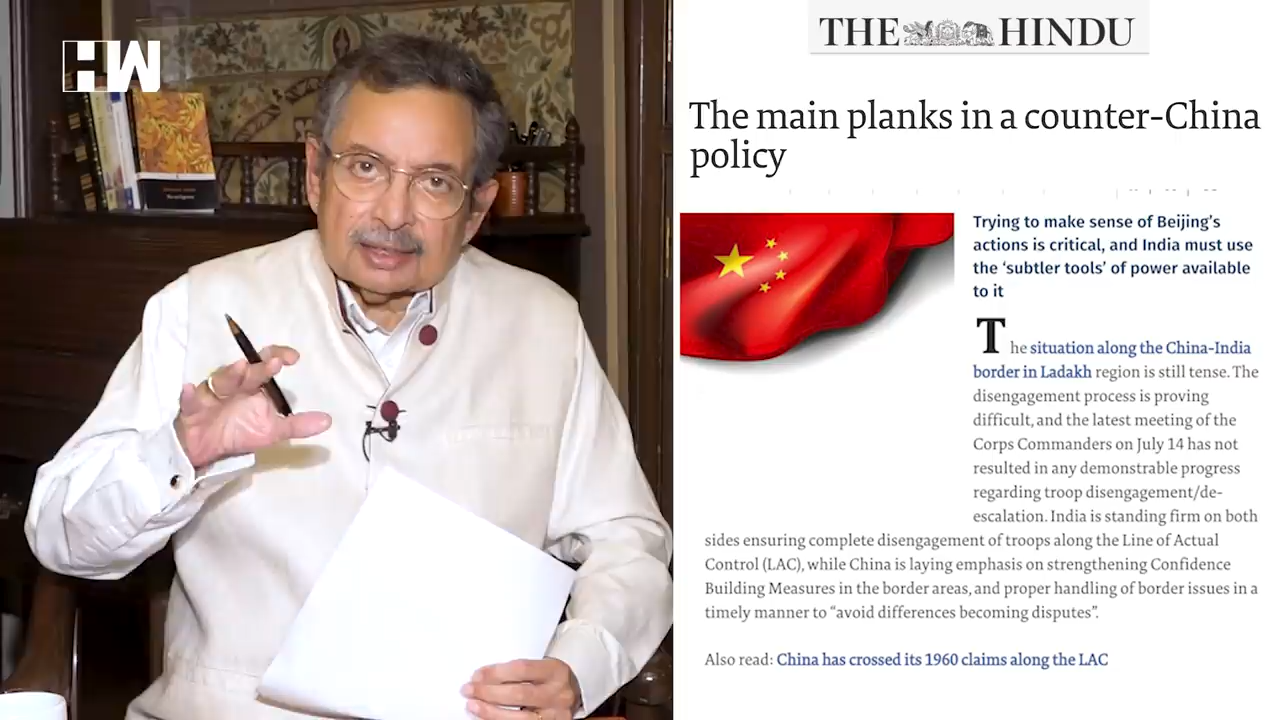 HW
THE HINDU
The main planks in a counter-China
policy
Trying to make sense of Beijing's
actions is critical, and India must use
the 'subtler tools' of power available
to it
The situation along the China-India
border in Ladakh region is still tense. The
disengagement process is proving
difficult, and the latest meeting of the
Corps Commanders on July 14 has not
resulted in any demonstrable progress
regarding troop disengagement/de-
escalation. India is standing firm on both
sides ensuring complete disengagement of troops along the Line of Actual
Control (LAC), while China is laying emphasis on strengthening Confidence
Building Measures in the border areas, and proper handling of border issues in a
timely manner to “avoid differences becoming disputes”.
Also read: China has crossed its 1960 claims along the LAC